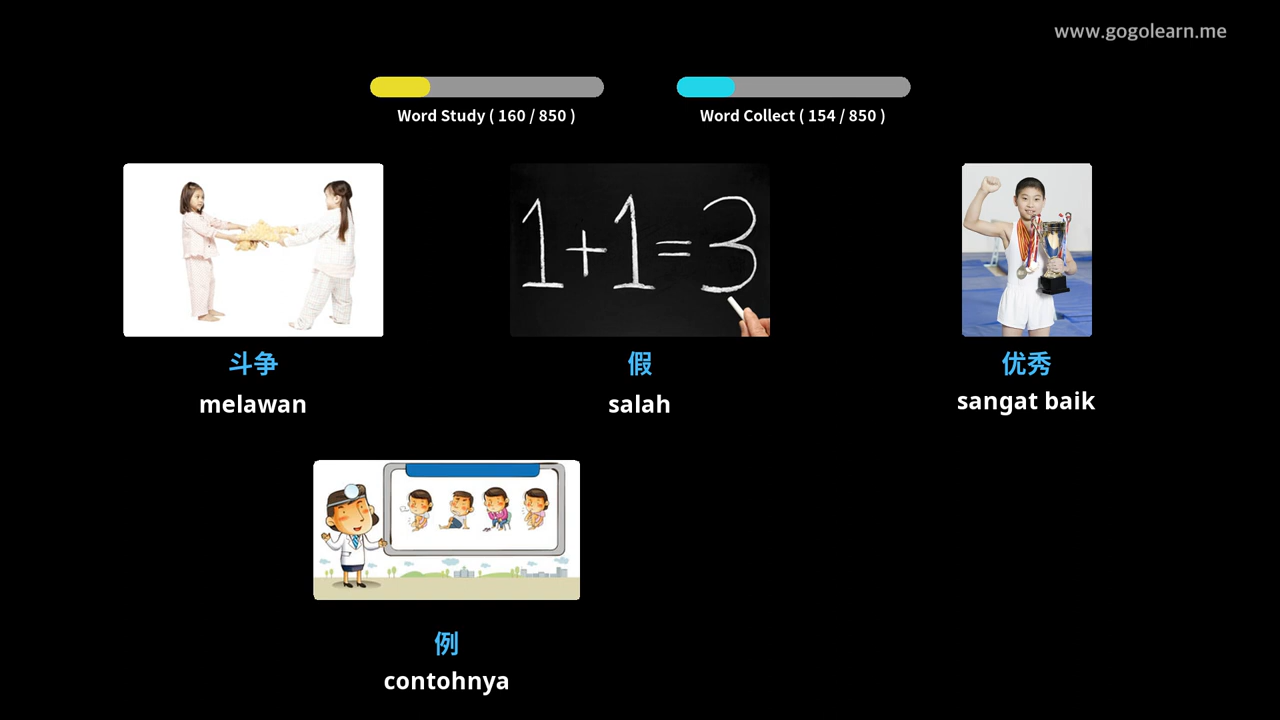 www.gogolearn.me
Word Study ( 160 / 850 )
Word Collect ( 154 / 850 )
1+1=3
斗争
假
优秀
melawan
salah
sangat baik
例
contohnya